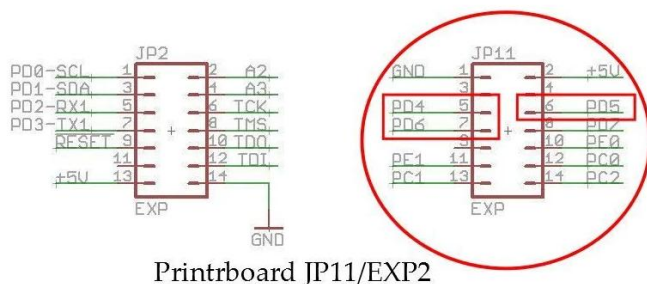 JP2 JP11
PD0-SCL 1 2 A2 GND 1 2 +5V
PD1-SDA 3 4 A3 3 4
PD2-RX1 5 6 TCK PD4 5 6 PD5
PD3-TX1 7 8 TMS PD6 7 8 PD7
RESET 9 10 TDO 9 10 PE0
11 12 TDI PE1 11 12 PC0
+5V 13 14 PC1 13 14 PC2
EXP EXP
GND
Printrboard JP11/EXP2